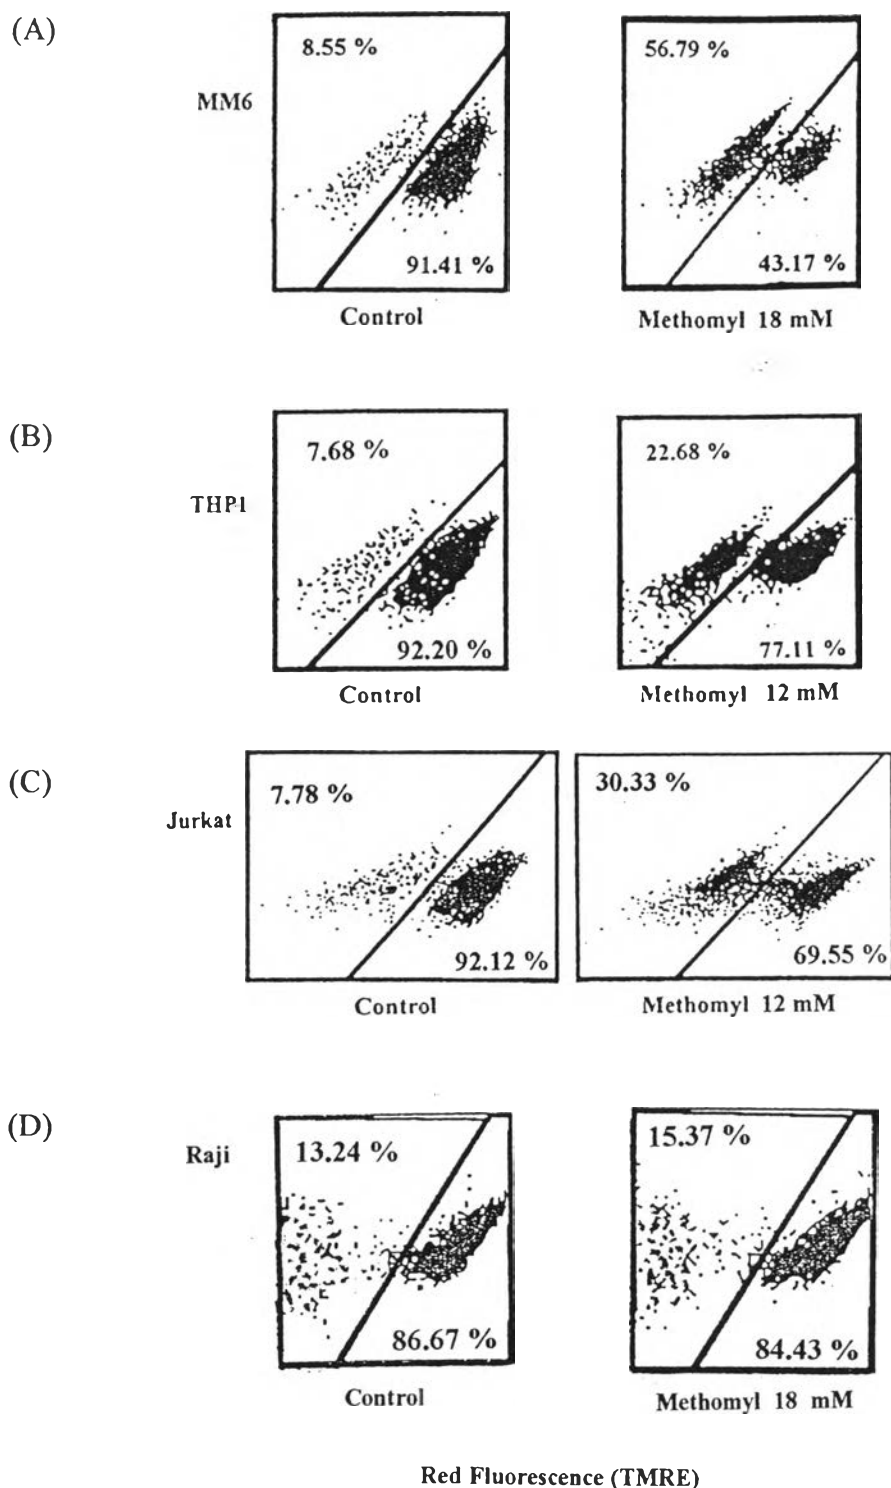 (A)
8.55 %
56.79 %
MM6
91.41 %
43.17 %
Control
Methomyl 18 mM
(B)
7.68 %
22.68 %
THP1
92.20 %
77.11 %
Control
Methomyl 12 mM
(C)
7.78 %
30.33 %
Jurkat
92.12 %
69.55 %
Control
Methomyl 12 mM
(D)
Raji
13.24 %
15.37 %
86.67 %
84.43 %
Control
Methomyl 18 mM
Red Fluorescence (TMRE)